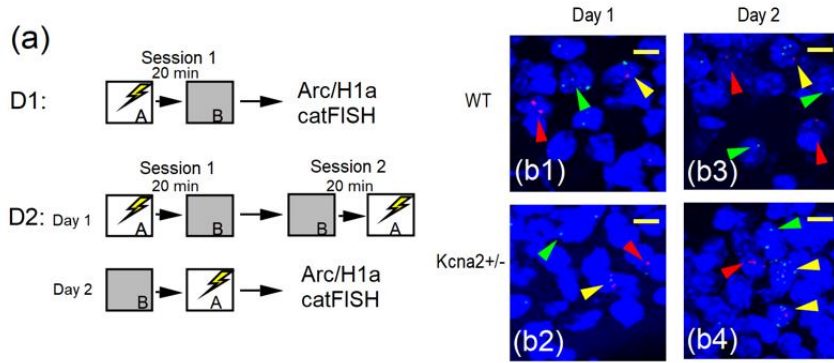 (a)
Session 1
20 min
D1:
A
B
Arc/H1a
catFISH
Session 1
20 min
Session 2
20 min
D2:
Day 1
A
B
B
A
Day 2
B
A
Arc/H1a
catFISH
Day 1
Day 2
WT
(b1)
(b3)
Kcna2+/-
(b2)
(b4)